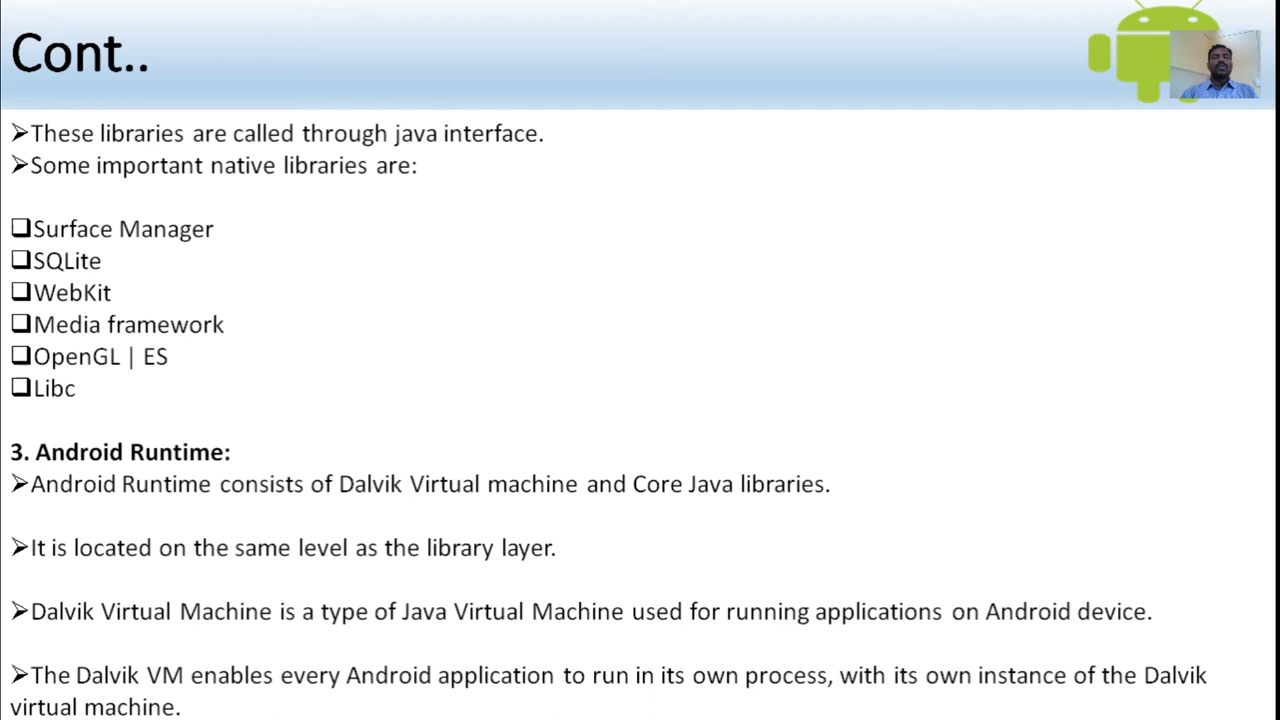 Cont..
➢These libraries are called through java interface.
➢Some important native libraries are:
❑Surface Manager
❑SQLite
❑WebKit
❑Media framework
❑OpenGL | ES
❑Libc
3. Android Runtime:
➢Android Runtime consists of Dalvik Virtual machine and Core Java libraries.
➢It is located on the same level as the library layer.
➢Dalvik Virtual Machine is a type of Java Virtual Machine used for running applications on Android device.
➢The Dalvik VM enables every Android application to run in its own process, with its own instance of the Dalvik
virtual machine.